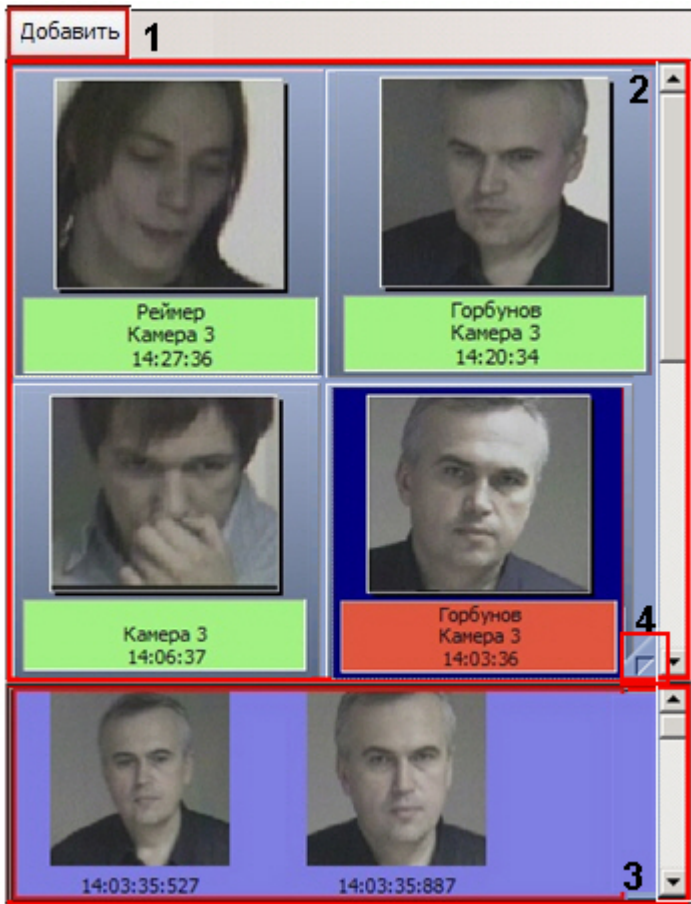 Добавить 1
2
Реймер
Камера 3
14:27:36
Горбунов
Камера 3
14:20:34
Камера 3
14:06:37
Горбунов
Камера 3
14:03:36
4
14:03:35:527
14:03:35:887
3